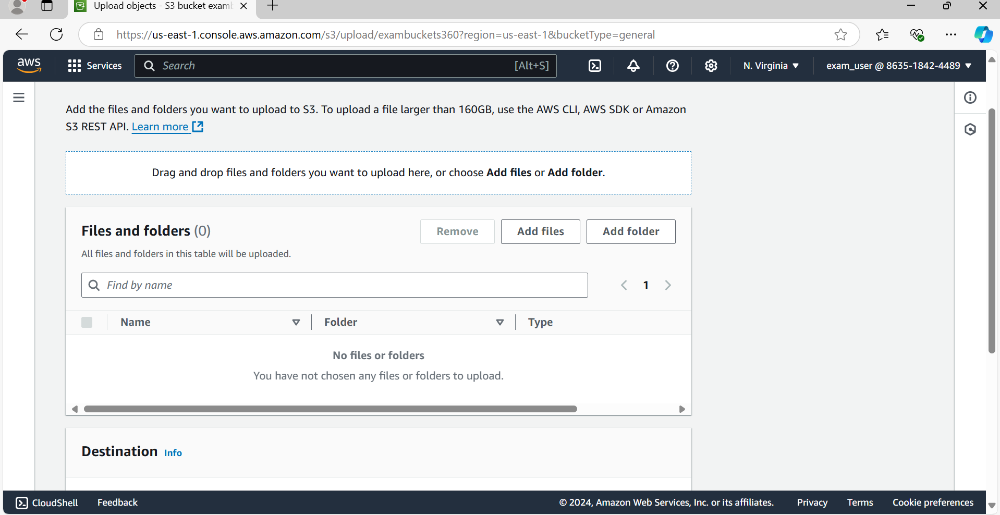 Upload objects - S3 bucket examb
https://us-east-1.console.aws.amazon.com/s3/upload/exambuckets360?region=us-east-1&bucketType=general
aws Services Search [Alt+S] N. Virginia exam_user @ 8635-1842-4489
Add the files and folders you want to upload to S3. To upload a file larger than 160GB, use the AWS CLI, AWS SDK or Amazon
S3 REST API. Learn more
Drag and drop files and folders you want to upload here, or choose Add files or Add folder.
Files and folders (0) Remove Add files Add folder
All files and folders in this table will be uploaded.
Find by name 1
Name Folder Type
No files or folders
You have not chosen any files or folders to upload.
Destination Info
CloudShell Feedback © 2024, Amazon Web Services, Inc. or its affiliates. Privacy Terms Cookie preferences